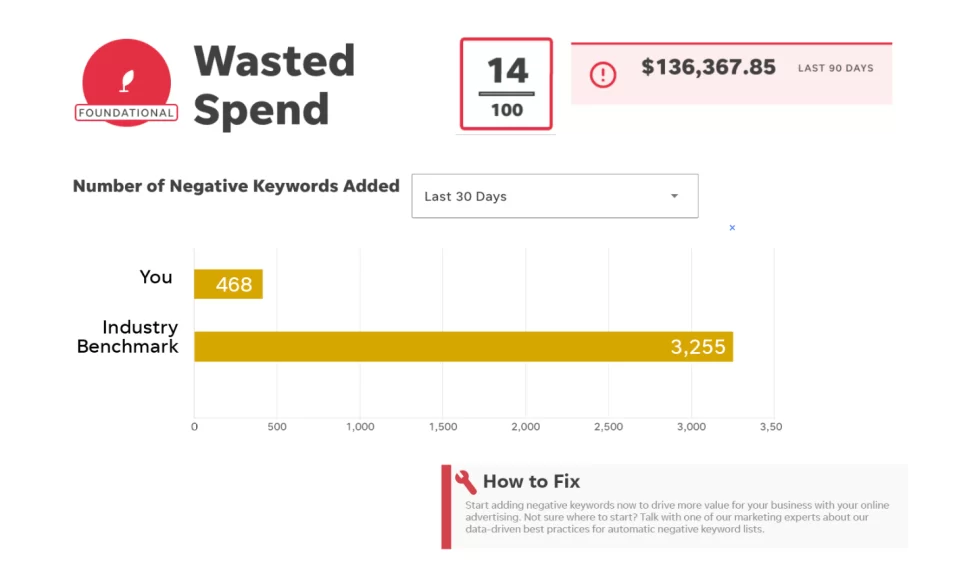 FOUNDATIONAL
Wasted
Spend
14
100
$136,367.85 LAST 90 DAYS
Number of Negative Keywords Added
Last 30 Days
×
You
468
Industry
Benchmark
3,255
0 500 1,000 1,500 2,000 2,500 3,000 3,50
How to Fix
Start adding negative keywords now to drive more value for your business with your online
advertising. Not sure where to start? Talk with one of our marketing experts about our
data-driven best practices for automatic negative keyword lists.